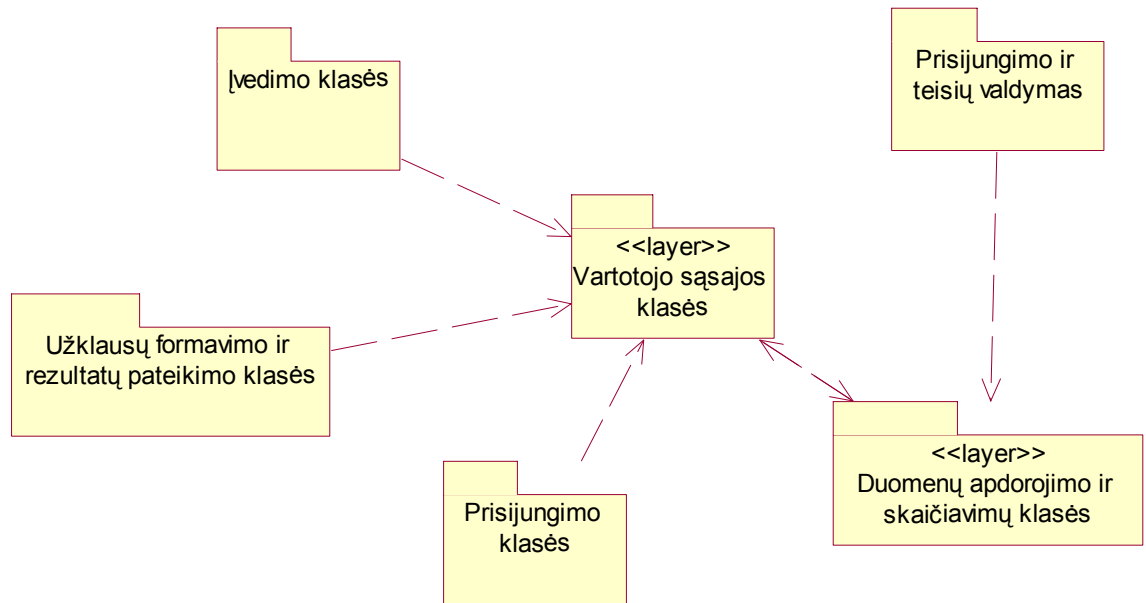 Įvedimo klasės
Prisijungimo ir
teisių valdymas
<<layer>>
Vartotojo sąsajos
klasės
Užklausų formavimo ir
rezultatų pateikimo klasės
<<layer>>
Duomenų apdorojimo ir
skaičiavimų klasės
Prisijungimo
klasės